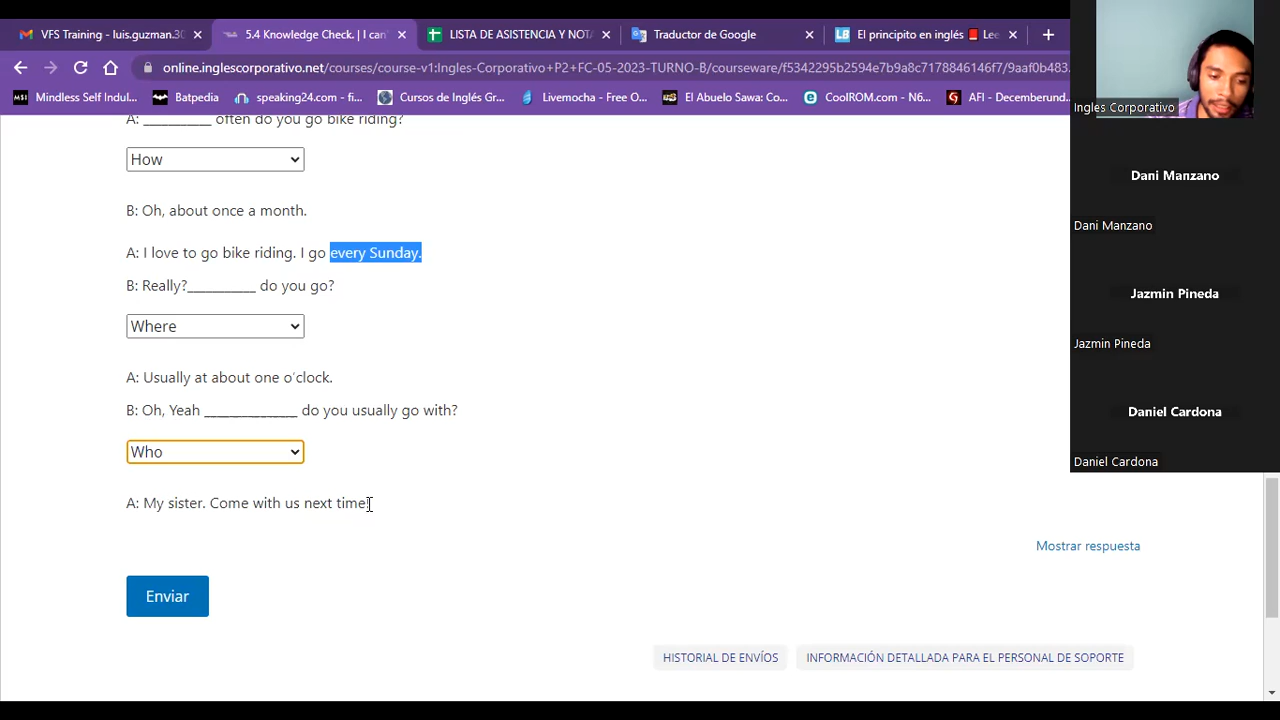 VFS Training - luis.guzman.30
5.4 Knowledge Check. | I can
LISTA DE ASISTENCIA Y NOTA
Traductor de Google
El principito en inglés
Lee
online.inglescorporativo.net/courses/course-v1:Ingles-Corporativo+P2+FC-05-2023-TURNO-B/courseware/f5342295b2594e7b9a8c7178846146f7/9aaf0b483
Mindless Self Indul...
Batpedia
speaking24.com - fi...
Cursos de Inglés Gr...
Livemocha - Free O...
El Abuelo Sawa: Co...
CoolROM.com - N6...
AFI - Decemberund...
A: ___________ often do you go bike riding?
How
B: Oh, about once a month.
A: I love to go bike riding. I go every Sunday.
B: Really?___________ do you go?
Where
A: Usually at about one o'clock.
B: Oh, Yeah _______________ do you usually go with?
Who
A: My sister. Come with us next time!
Mostrar respuesta
Enviar
HISTORIAL DE ENVÍOS
INFORMACIÓN DETALLADA PARA EL PERSONAL DE SOPORTE
Ingles Corporativo
Dani Manzano
Dani Manzano
Jazmin Pineda
Jazmin Pineda
Daniel Cardona
Daniel Cardona